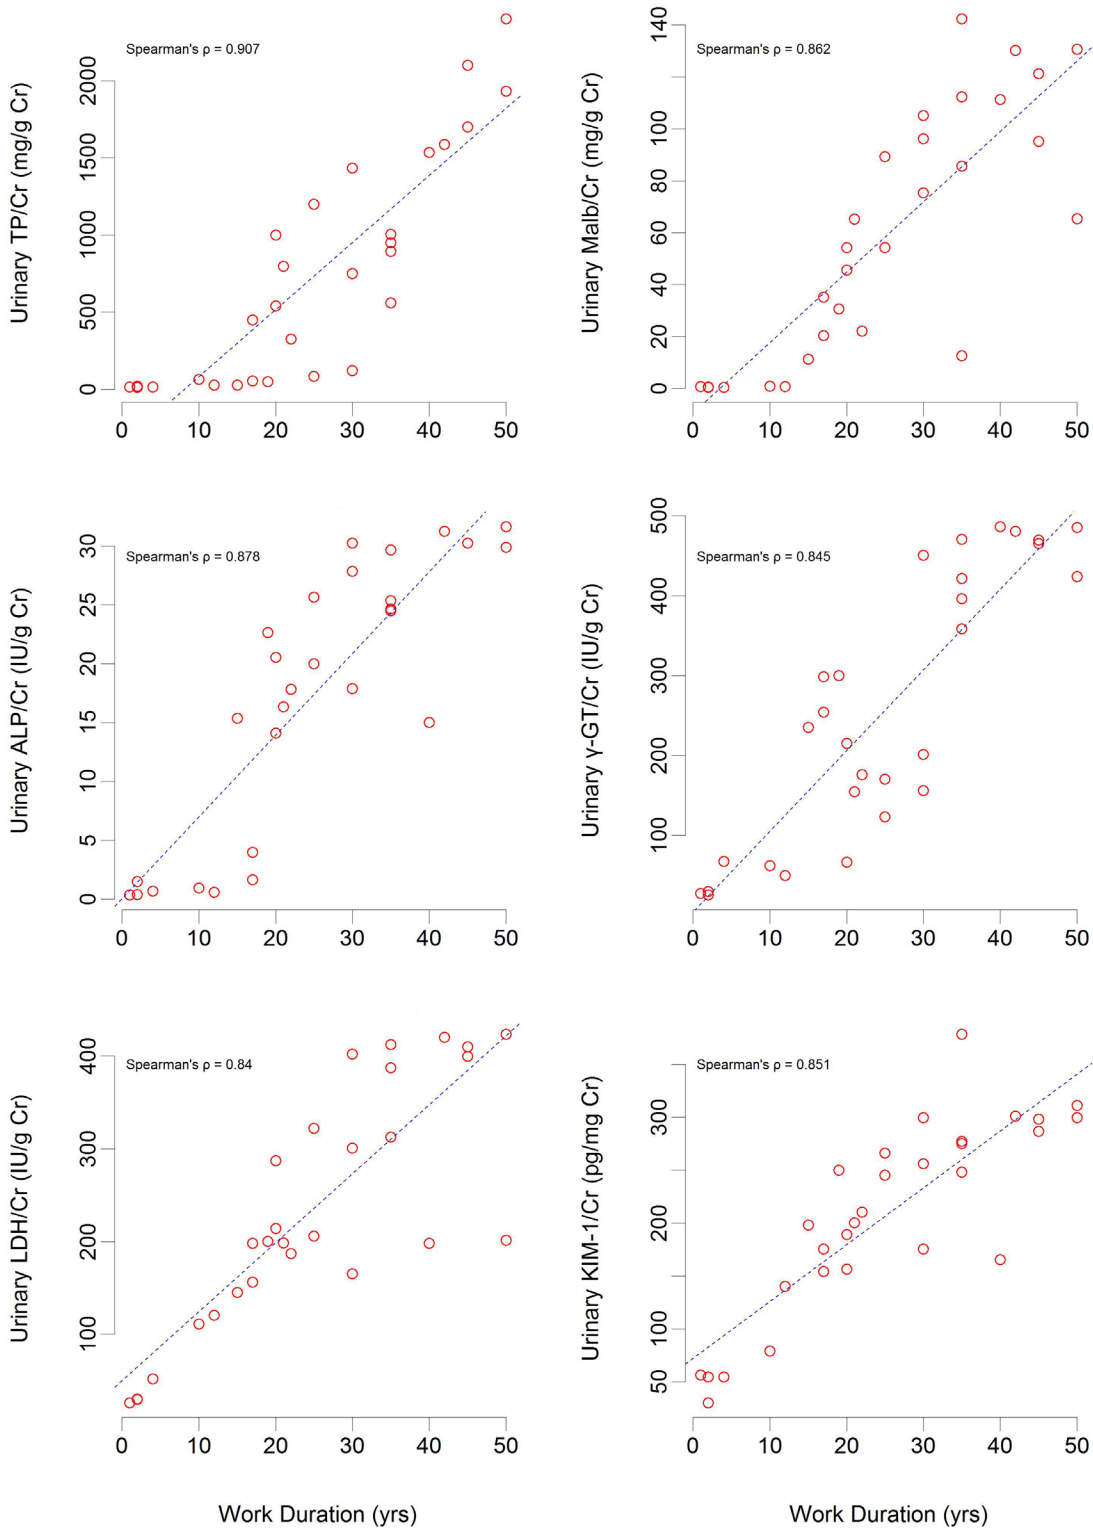 Spearman's ρ = 0.907
Urinary TP/Cr (mg/g Cr)
0 500 1000 1500 2000
0 10 20 30 40 50
Spearman's ρ = 0.862
Urinary Malb/Cr (mg/g Cr)
0 20 40 60 80 100 140
0 10 20 30 40 50
Spearman's ρ = 0.878
Urinary ALP/Cr (IU/g Cr)
0 5 10 15 20 25 30
0 10 20 30 40 50
Spearman's ρ = 0.845
Urinary γ-GT/Cr (IU/g Cr)
100 200 300 400 500
0 10 20 30 40 50
Spearman's ρ = 0.84
Urinary LDH/Cr (IU/g Cr)
100 200 300 400
0 10 20 30 40 50
Work Duration (yrs)
Spearman's ρ = 0.851
Urinary KIM-1/Cr (pg/mg Cr)
50 100 200 300
0 10 20 30 40 50
Work Duration (yrs)